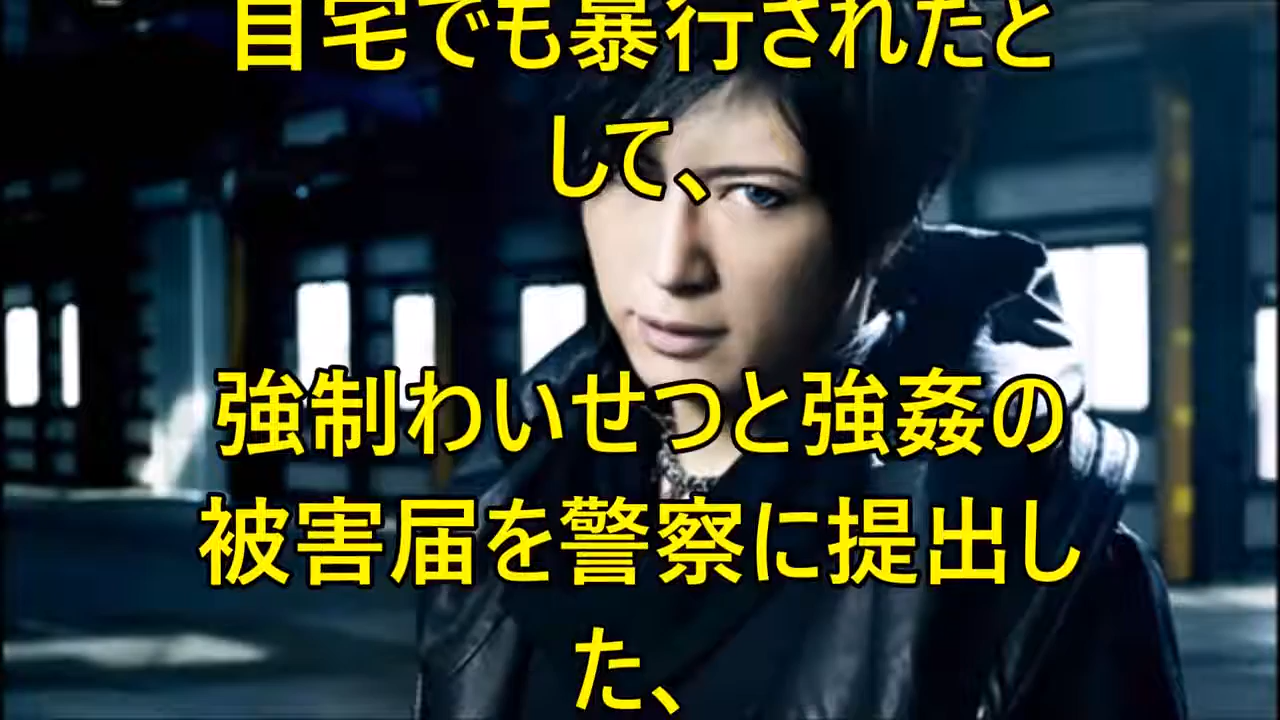 自宅でも暴行されたと
して、
強制わいせつと強姦の
被害届を警察に提出し
た、